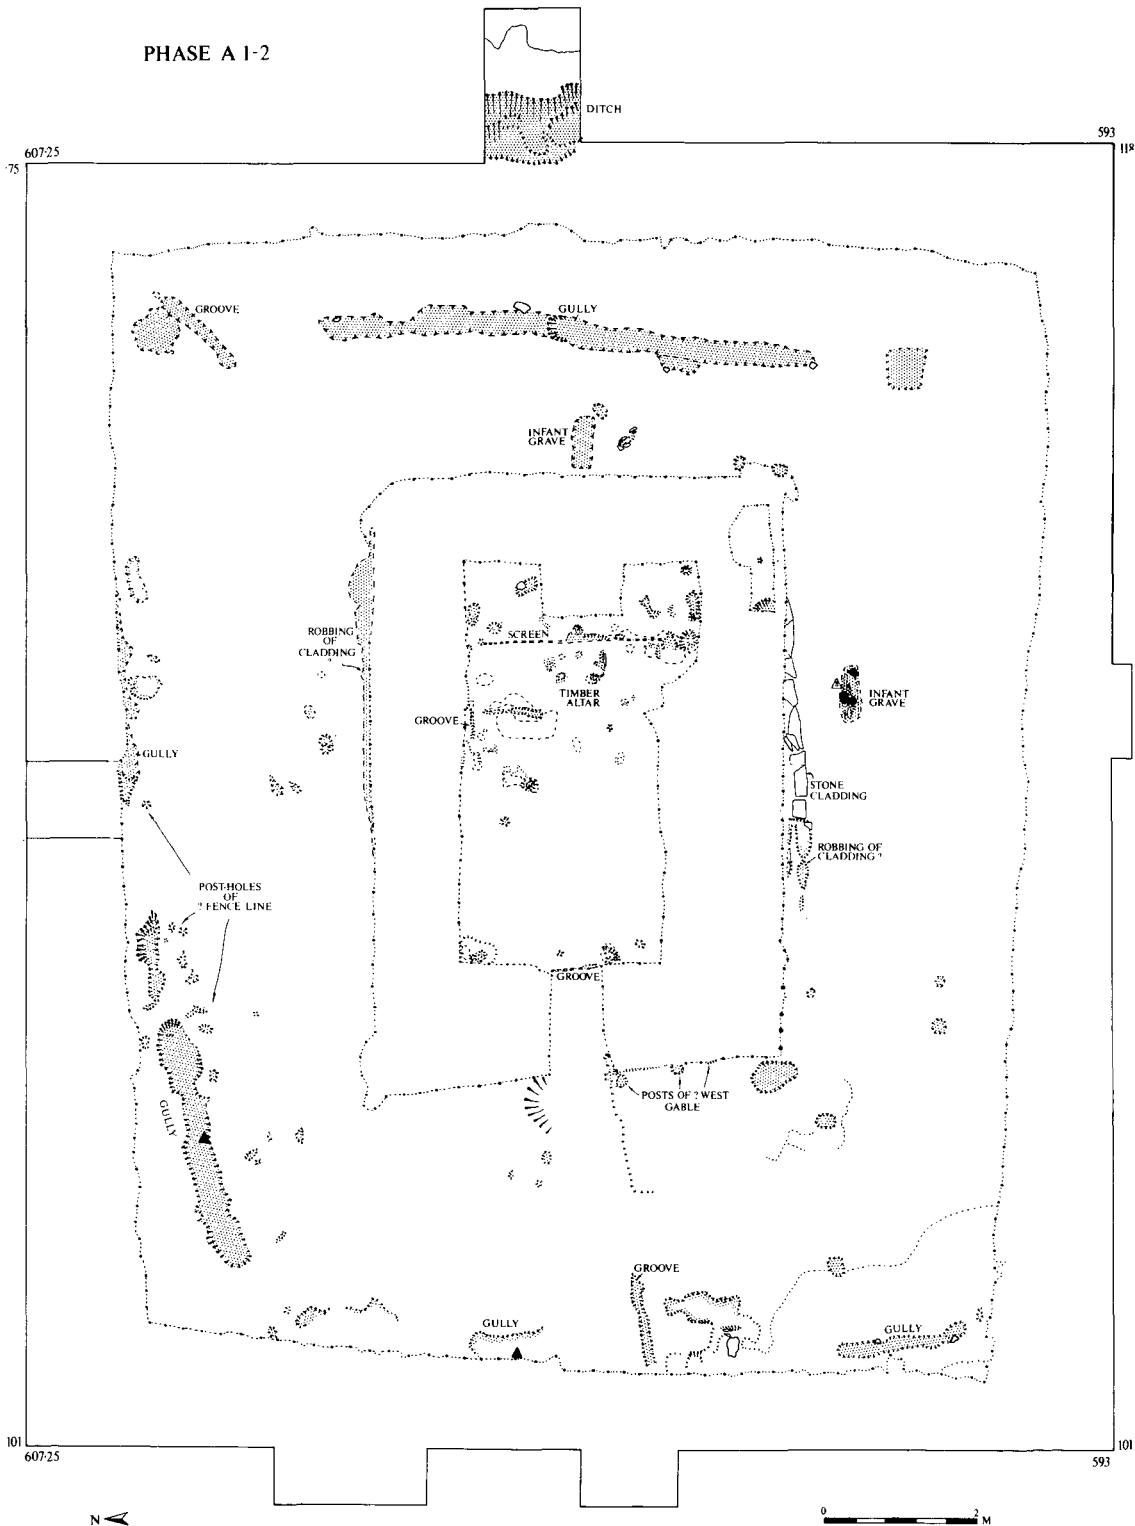 PHASE A 1-2
DITCH
607·25
593
·75
118
GROOVE
GULLY
INFANT
GRAVE
ROBBING
OF
CLADDING
?
SCREEN
TIMBER
ALTAR
GROOVE
INFANT
GRAVE
GULLY
STONE
CLADDING
ROBBING OF
CLADDING ?
POST-HOLES
OF
? FENCE LINE
GROOVE
POSTS OF ? WEST
GABLE
GULLY
GROOVE
GULLY
GULLY
101
607·25
101
593
N
0
2
M